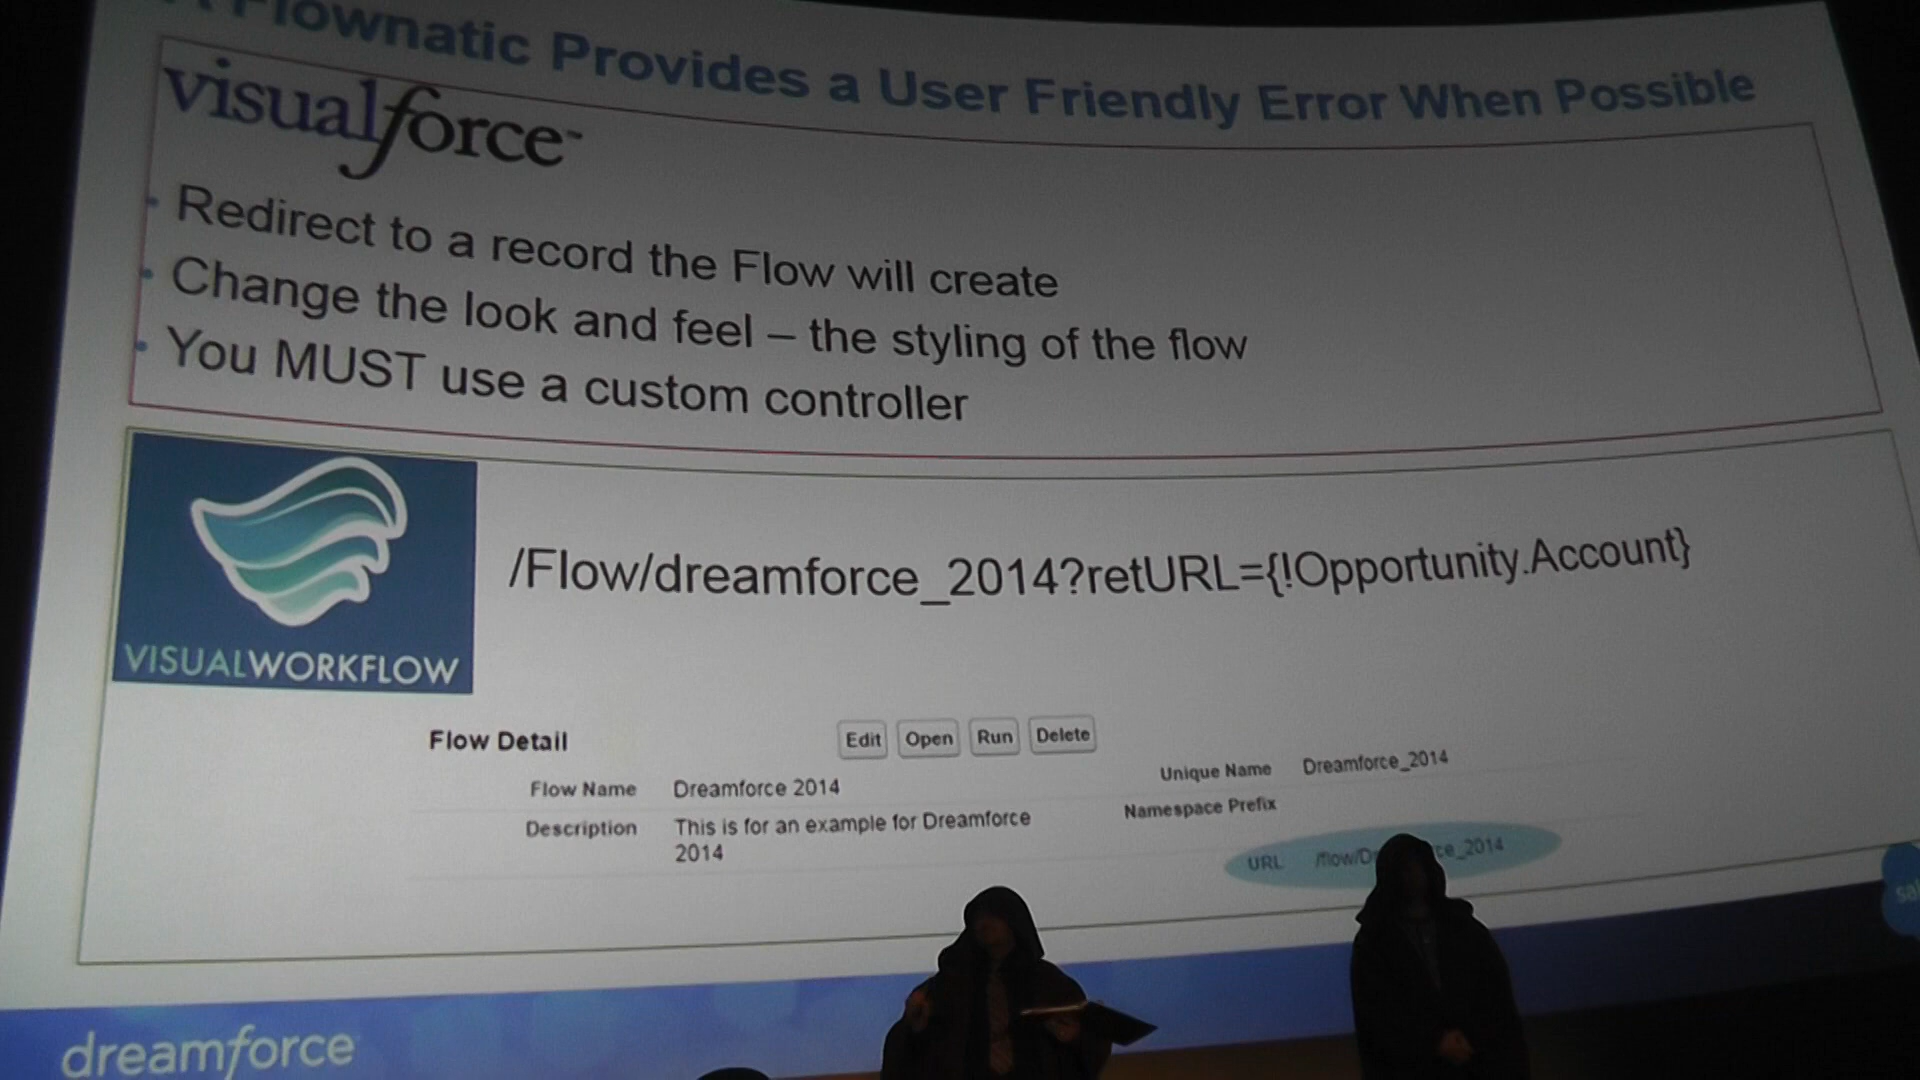 Flownatic Provides a User Friendly Error When Possible
visualforce
Redirect to a record the Flow will create
Change the look and feel – the styling of the flow
You MUST use a custom controller
VISUALWORKFLOW
/Flow/dreamforce_2014?retURL={!Opportunity.Account}
Flow Detail
Edit Open Run Delete
Flow Name Dreamforce 2014 Unique Name Dreamforce_2014
Description This is for an example for Dreamforce Namespace Prefix
2014
URL
dreamforce